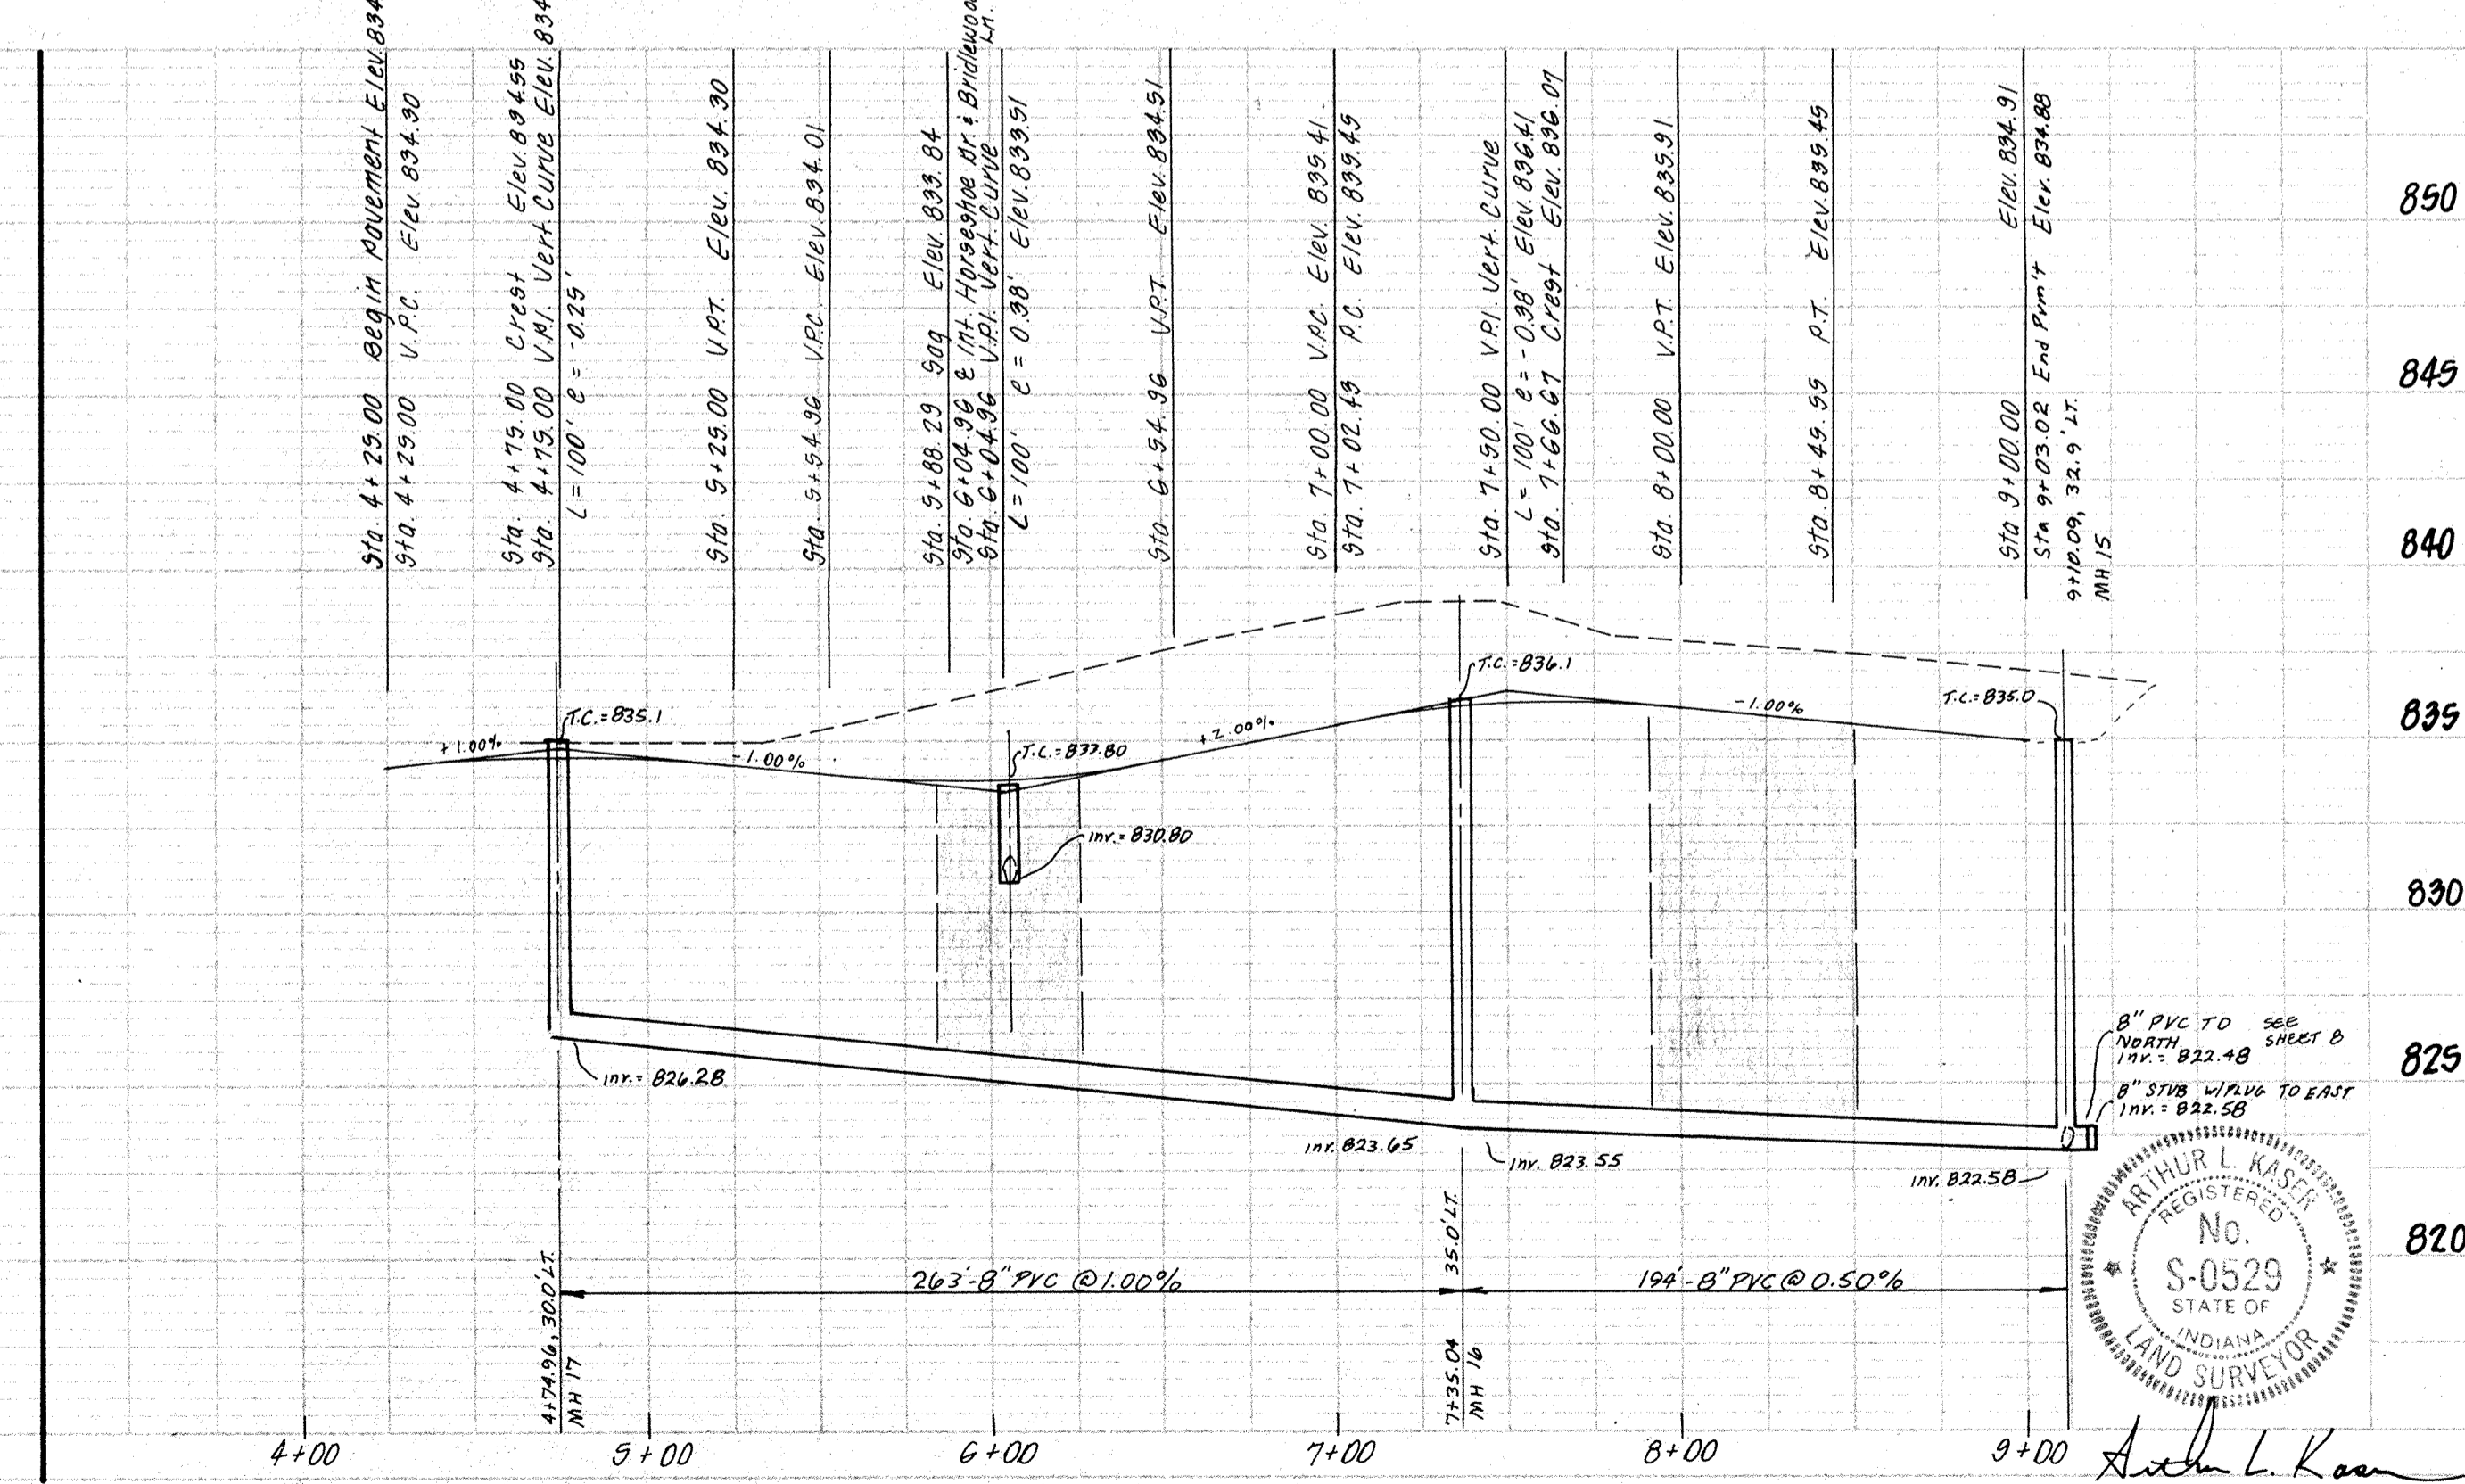 Sta. 4+25.00 Begin Pavement Elev. 834
Sta. 4+25.00 V.P.C. Elev. 834.30
Sta. 4+75.00 Crest Elev. 834.55
Sta. 4+75.00 V.P.I. Vert. Curve Elev. 834
L=100' e=-0.25'
Sta. 5+25.00 V.P.T. Elev. 834.30
Sta. 5+54.96 V.P.C. Elev. 834.01
Sta. 5+88.29 Sag Elev. 833.84
Sta. 6+04.96 ℄ Int. Horseshoe Dr. & Bridlewood Ln.
Sta. 6+04.96 V.P.I. Vert. Curve
L=100' e=0.38' Elev. 833.51
Sta. 6+54.96 V.P.T. Elev. 834.51
Sta. 7+00.00 V.P.C. Elev. 835.41
Sta. 7+02.43 P.C. Elev. 835.45
Sta. 7+50.00 V.P.I. Vert. Curve
L=100' e=-0.38' Elev. 836.41
Sta. 7+66.67 Crest Elev. 836.07
Sta. 8+00.00 V.P.T. Elev. 835.91
Sta. 8+45.55 P.T. Elev. 835.45
Sta 9+00.00 Elev. 834.91
Sta 9+03.02 End Pvm't Elev. 834.88
9+10.09, 32.9' LT.
MH 15
850
845
840
835
830
825
820
T.C.=835.1
+1.00%
-1.00%
T.C.=833.80
+2.00%
T.C.=836.1
-1.00%
T.C.=835.0
inv.=830.80
inv.=826.28
inv. 823.65
inv. 823.55
inv. 822.58
8" PVC TO NORTH SEE SHEET 8
inv.=822.48
8" STUB W/PLUG TO EAST
inv.=822.58
263'-8" PVC @ 1.00%
194'-8" PVC @ 0.50%
4+74.96, 30.0' LT.
MH 17
7+35.04 35.0' LT.
MH 16
4+00 5+00 6+00 7+00 8+00 9+00
ARTHUR L. KASER
REGISTERED
No.
S-0529
STATE OF
INDIANA
LAND SURVEYOR
Arthur L. Kaser